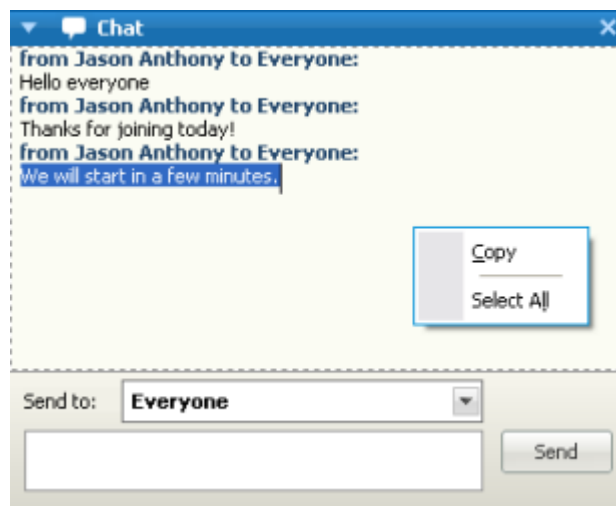 Chat
from Jason Anthony to Everyone:
Hello everyone
from Jason Anthony to Everyone:
Thanks for joining today!
from Jason Anthony to Everyone:
We will start in a few minutes.
Copy
Select All
Send to:
Everyone
Send